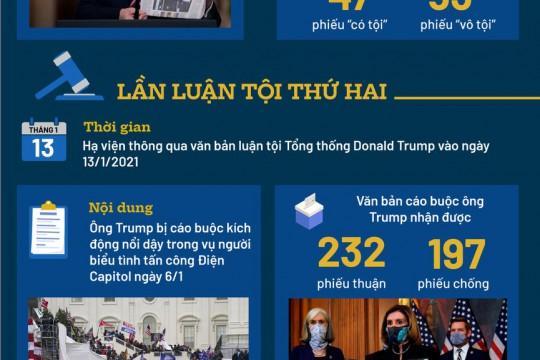 47
53
phiếu "có tội"
phiếu "vô tội"
LẦN LUẬN TỘI THỨ HAI
THÁNG 1
13
Thời gian
Hạ viện thông qua văn bản luận tội Tổng thống Donald Trump vào ngày
13/1/2021
Nội dung
Ông Trump bị cáo buộc kích
động nổi dậy trong vụ người
biểu tình tấn công Điện
Capitol ngày 6/1
Văn bản cáo buộc ông
Trump nhận được
232
197
phiếu thuận
phiếu chống